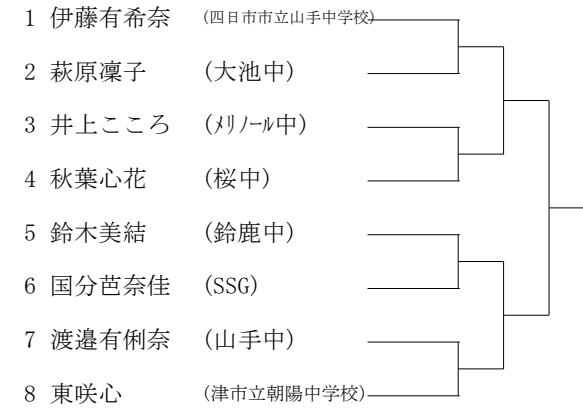 1 伊藤有希奈 (四日市市立山手中学校)
2 萩原凜子 (大池中)
3 井上こころ (ﾒﾘﾉｰﾙ中)
4 秋葉心花 (桜中)
5 鈴木美結 (鈴鹿中)
6 国分芭奈佳 (SSG)
7 渡邉有俐奈 (山手中)
8 東咲心 (津市立朝陽中学校)